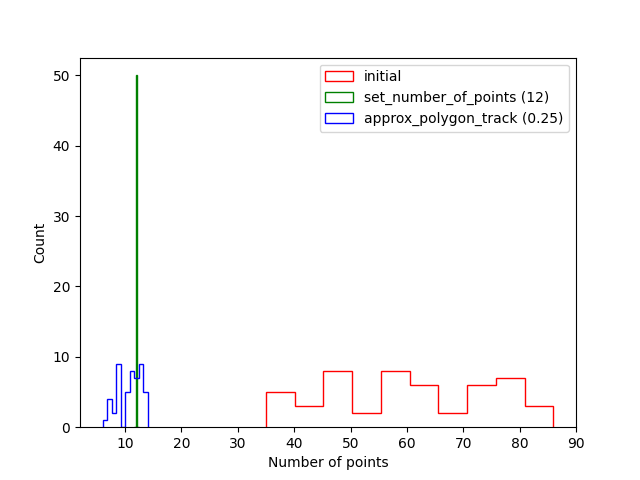 50
40
30
20
10
0
Count
initial
set_number_of_points (12)
approx_polygon_track (0.25)
10 20 30 40 50 60 70 80 90
Number of points